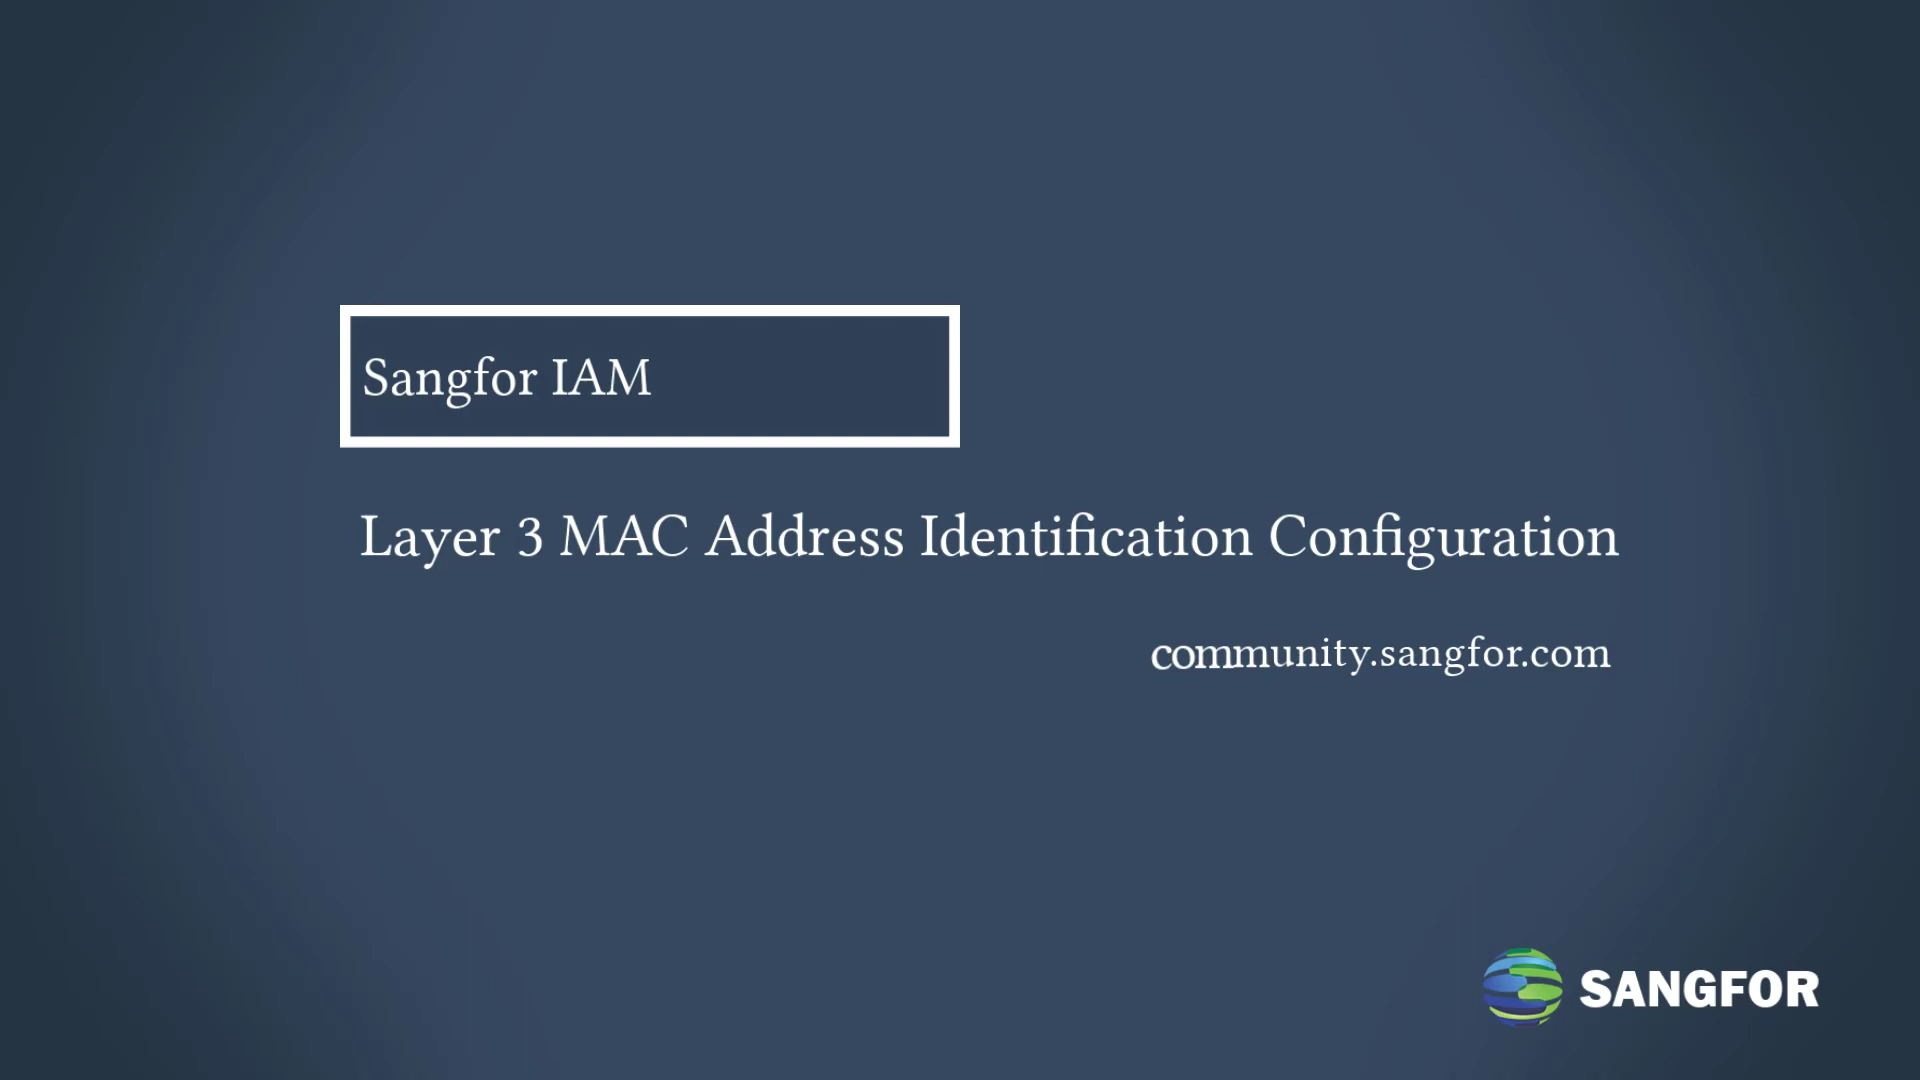 Sangfor IAM
Layer 3 MAC Address Identification Configuration
community.sangfor.com
SANGFOR